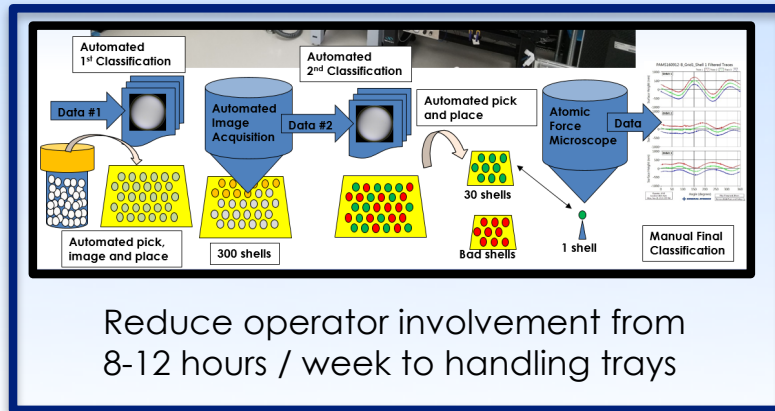 Automated
1st Classification
Data #1
Automated pick,
image and place
Automated
Image
Acquisition
300 shells
Automated
2nd Classification
Data #2
Automated pick
and place
30 shells
Bad shells
Atomic
Force
Microscope
1 shell
Data
Manual Final
Classification
Reduce operator involvement from
8-12 hours / week to handling trays